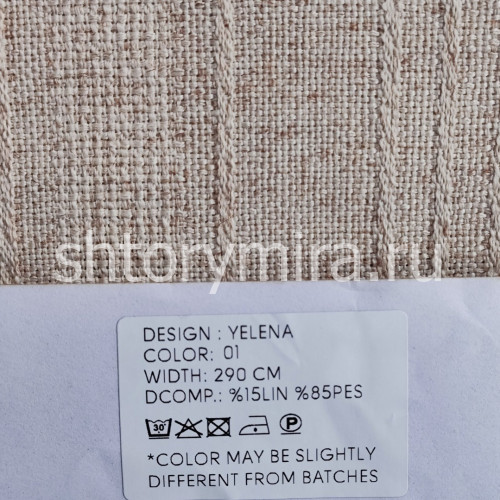 shtorymira.ru
DESIGN : YELENA
COLOR: 01
WIDTH: 290 CM
DCOMP.: %15LIN %85PES
30° P
*COLOR MAY BE SLIGHTLY
DIFFERENT FROM BATCHES